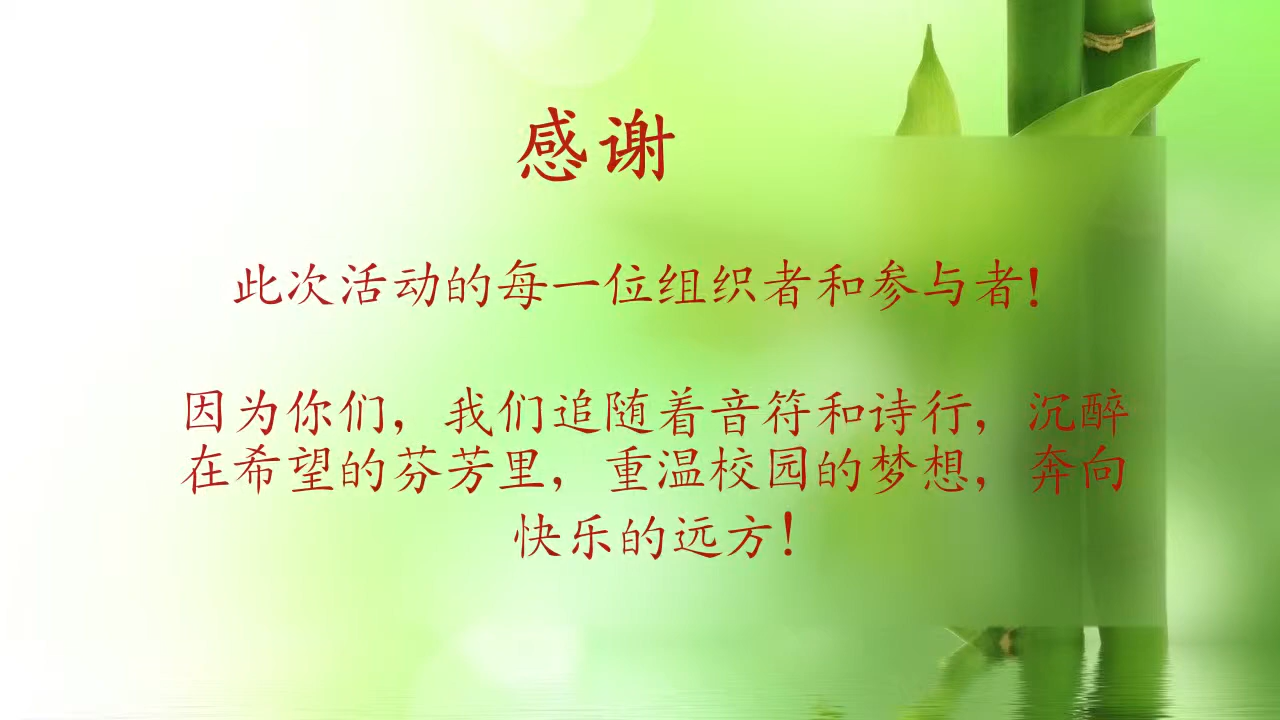 感谢
此次活动的每一位组织者和参与者!
因为你们，我们追随着音符和诗行，沉醉
在希望的芬芳里，重温校园的梦想，奔向
快乐的远方!